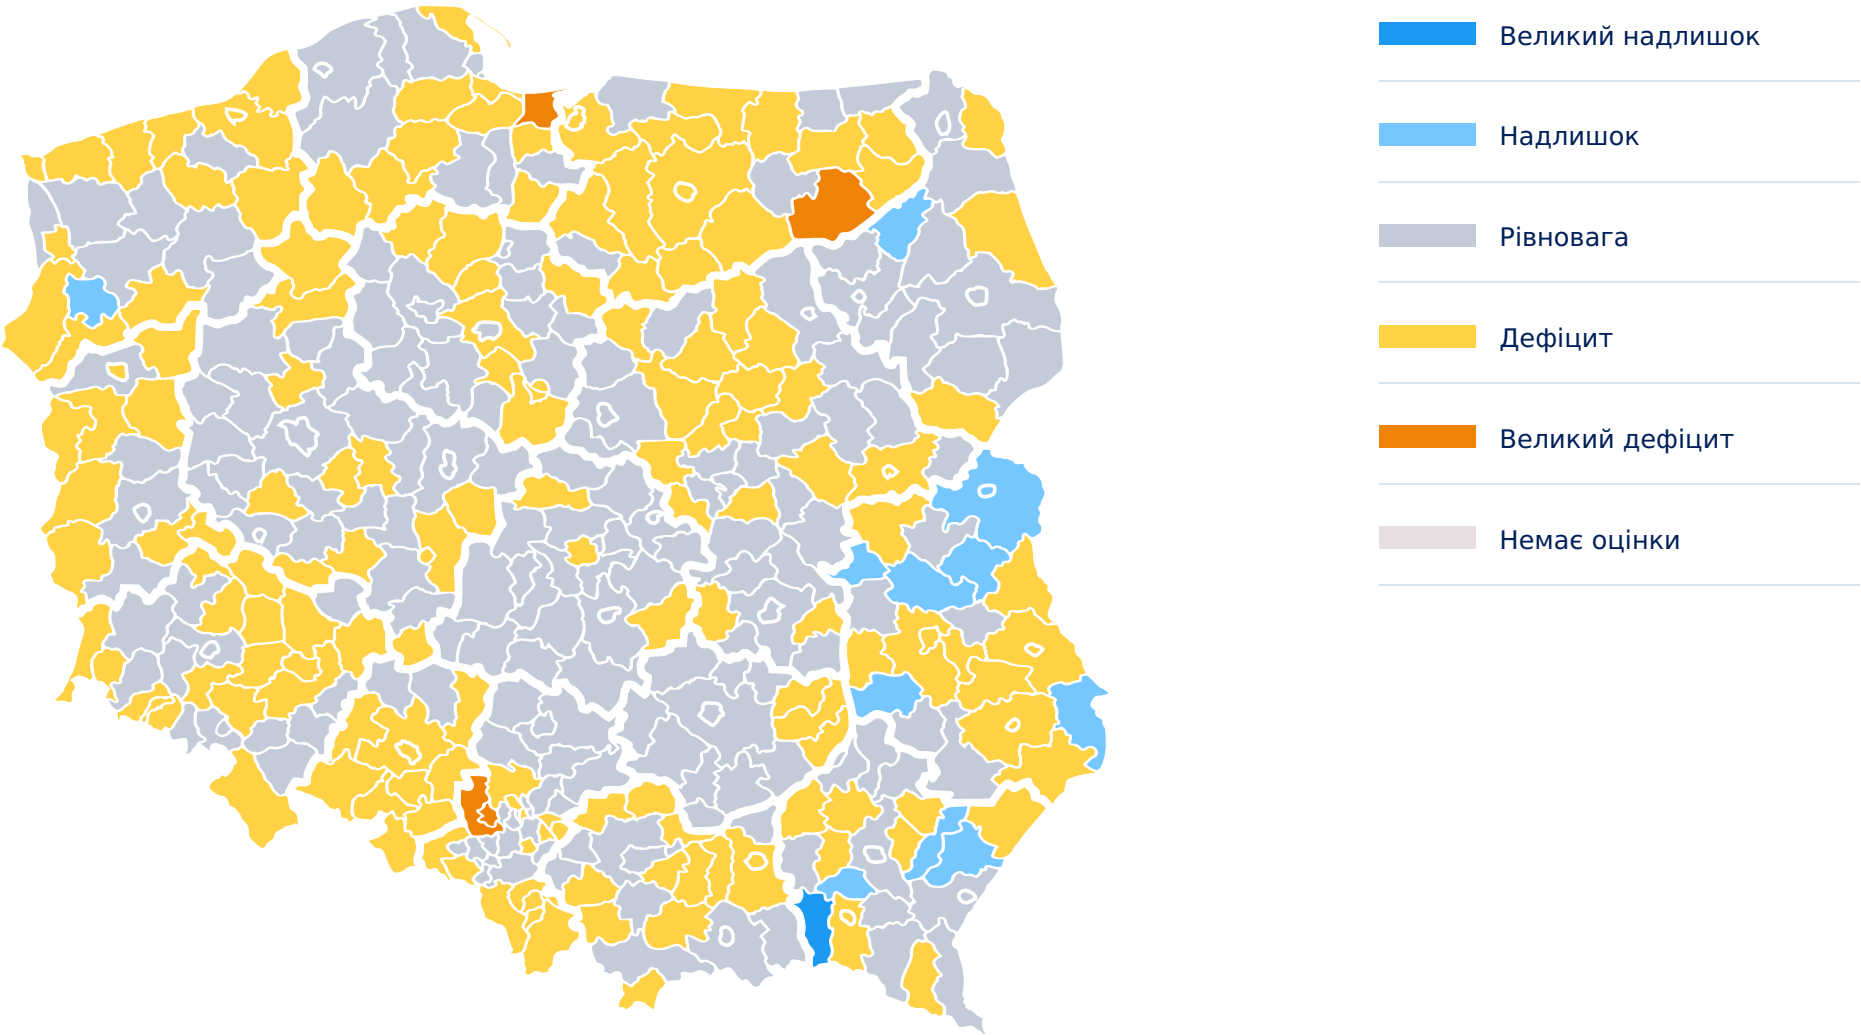 Великий надлишок
Надлишок
Рівновага
Дефіцит
Великий дефіцит
Немає оцінки